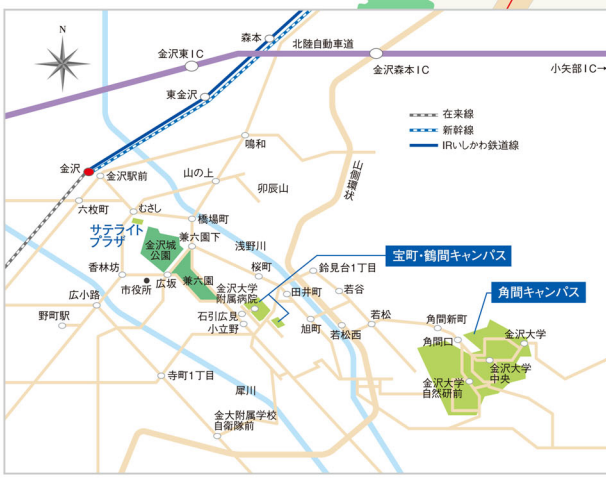 N
森本
金沢東IC
北陸自動車道
金沢森本IC
小矢部IC→
東金沢
在来線
新幹線
IRいしかわ鉄道線
鳴和
山側環状
金沢
金沢駅前
山の上
卯辰山
六枚町
むさし
サテライト
プラザ
橋場町
金沢城
公園
兼六園下
浅野川
宝町・鶴間キャンパス
香林坊
桜町
鈴見台1丁目
市役所
広坂
兼六園
金沢大学
附属病院
田井町
若谷
角間キャンパス
広小路
野町駅
石引広見
小立野
旭町
若松西
若松
角間新町
角間口
金沢大学
金沢大学
中央
金沢大学
自然研前
寺町1丁目
犀川
金大附属学校
自衛隊前